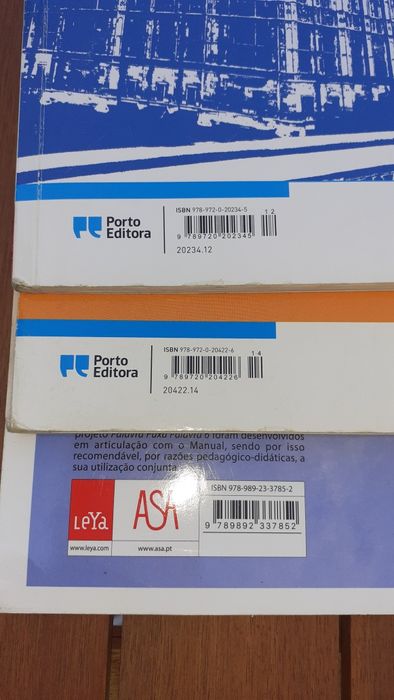 Porto
Editora
ISBN 978-972-0-20234-5
12
9 789720 202345
20234.12
Porto
Editora
ISBN 978-972-0-20422-6
14
9 789720 204226
20422.14
projeto Palavra Puxa Palavra 6 foram desenvolvidos
em articulação com o Manual, sendo por isso
recomendável, por razões pedagógico-didáticas, a
sua utilização conjunta.
LeYa
www.leya.com
ASA
www.asa.pt
ISBN 978-989-23-3785-2
9 789892 337852